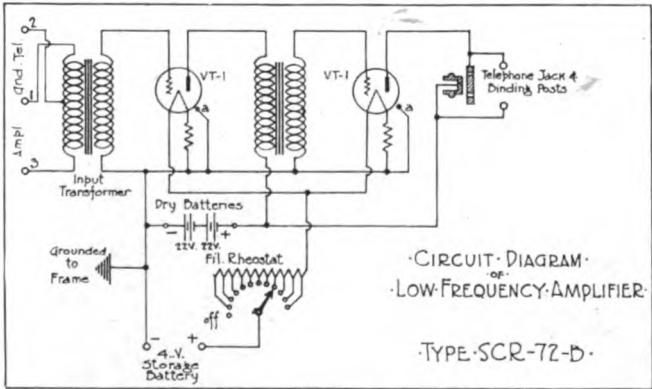 2
Gnd. Tel.
1
Ampl.
3
Input
Transformer
VT-1
a
VT-1
a
Telephone Jack &
Binding Posts
Dry Batteries
- 22V. 22V. +
Fil. Rheostat
Grounded
to
Frame
off
- +
4-V.
Storage
Battery
·CIRCUIT·DIAGRAM·
·OF·
·LOW·FREQUENCY·AMPLIFIER·
·TYPE·SCR-72-B·